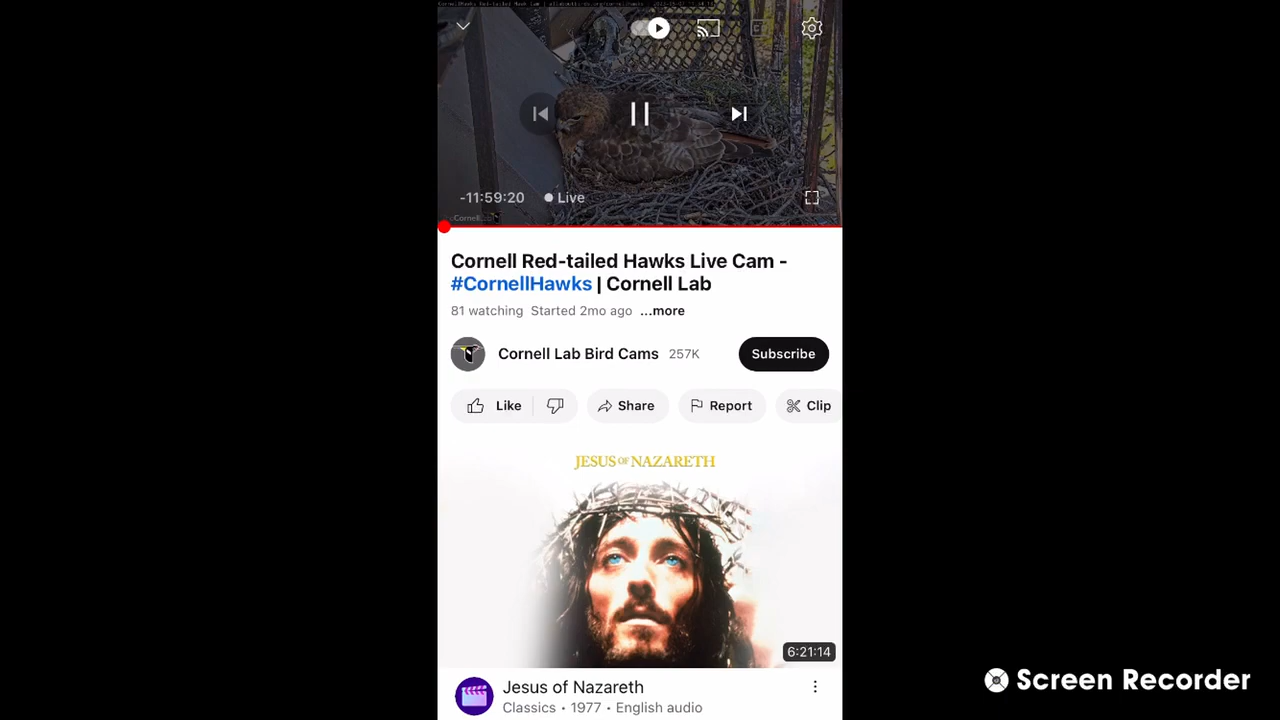 -11:59:20 Live
Cornell Red-tailed Hawks Live Cam -
#CornellHawks | Cornell Lab
81 watching Started 2mo ago ...more
Cornell Lab Bird Cams 257K Subscribe
Like Share Report Clip
JESUS OF NAZARETH
6:21:14
Jesus of Nazareth
Classics • 1977 • English audio
Screen Recorder